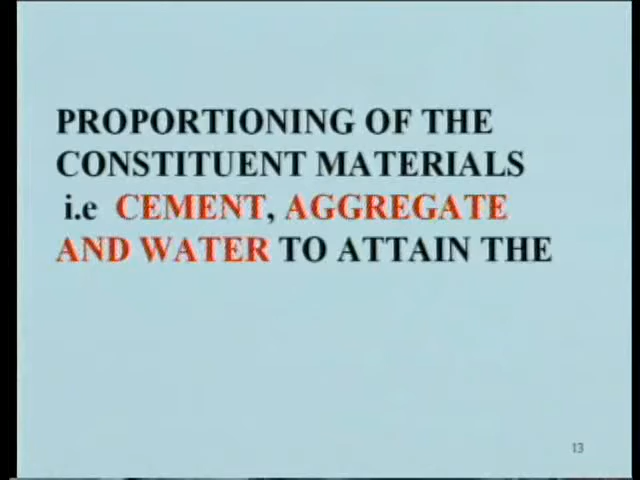 PROPORTIONING OF THE
CONSTITUENT MATERIALS
i.e CEMENT, AGGREGATE
AND WATER TO ATTAIN THE
13